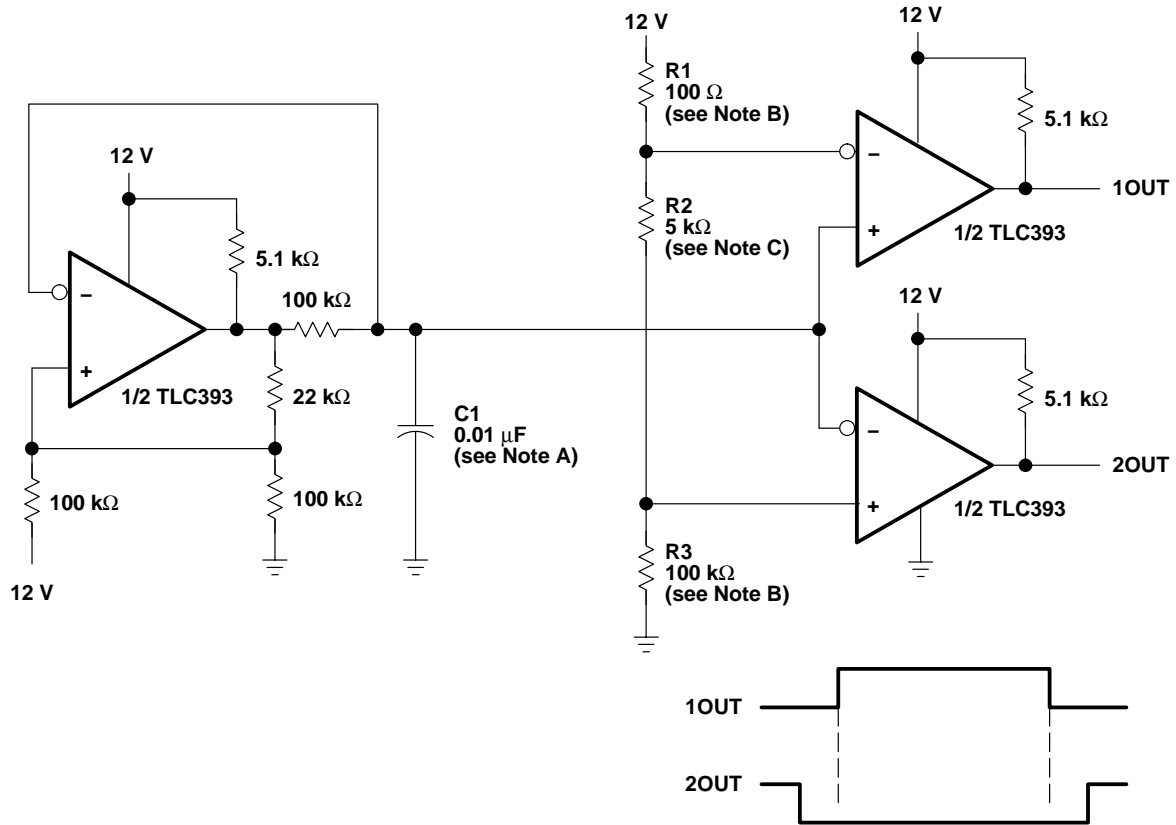 12 V
5.1 kΩ
100 kΩ
−
+
1/2 TLC393
22 kΩ
100 kΩ
100 kΩ
12 V
C1
0.01 μF
(see Note A)
12 V
R1
100 Ω
(see Note B)
R2
5 kΩ
(see Note C)
R3
100 kΩ
(see Note B)
12 V
5.1 kΩ
−
+
1OUT
1/2 TLC393
12 V
5.1 kΩ
−
+
2OUT
1/2 TLC393
1OUT
2OUT